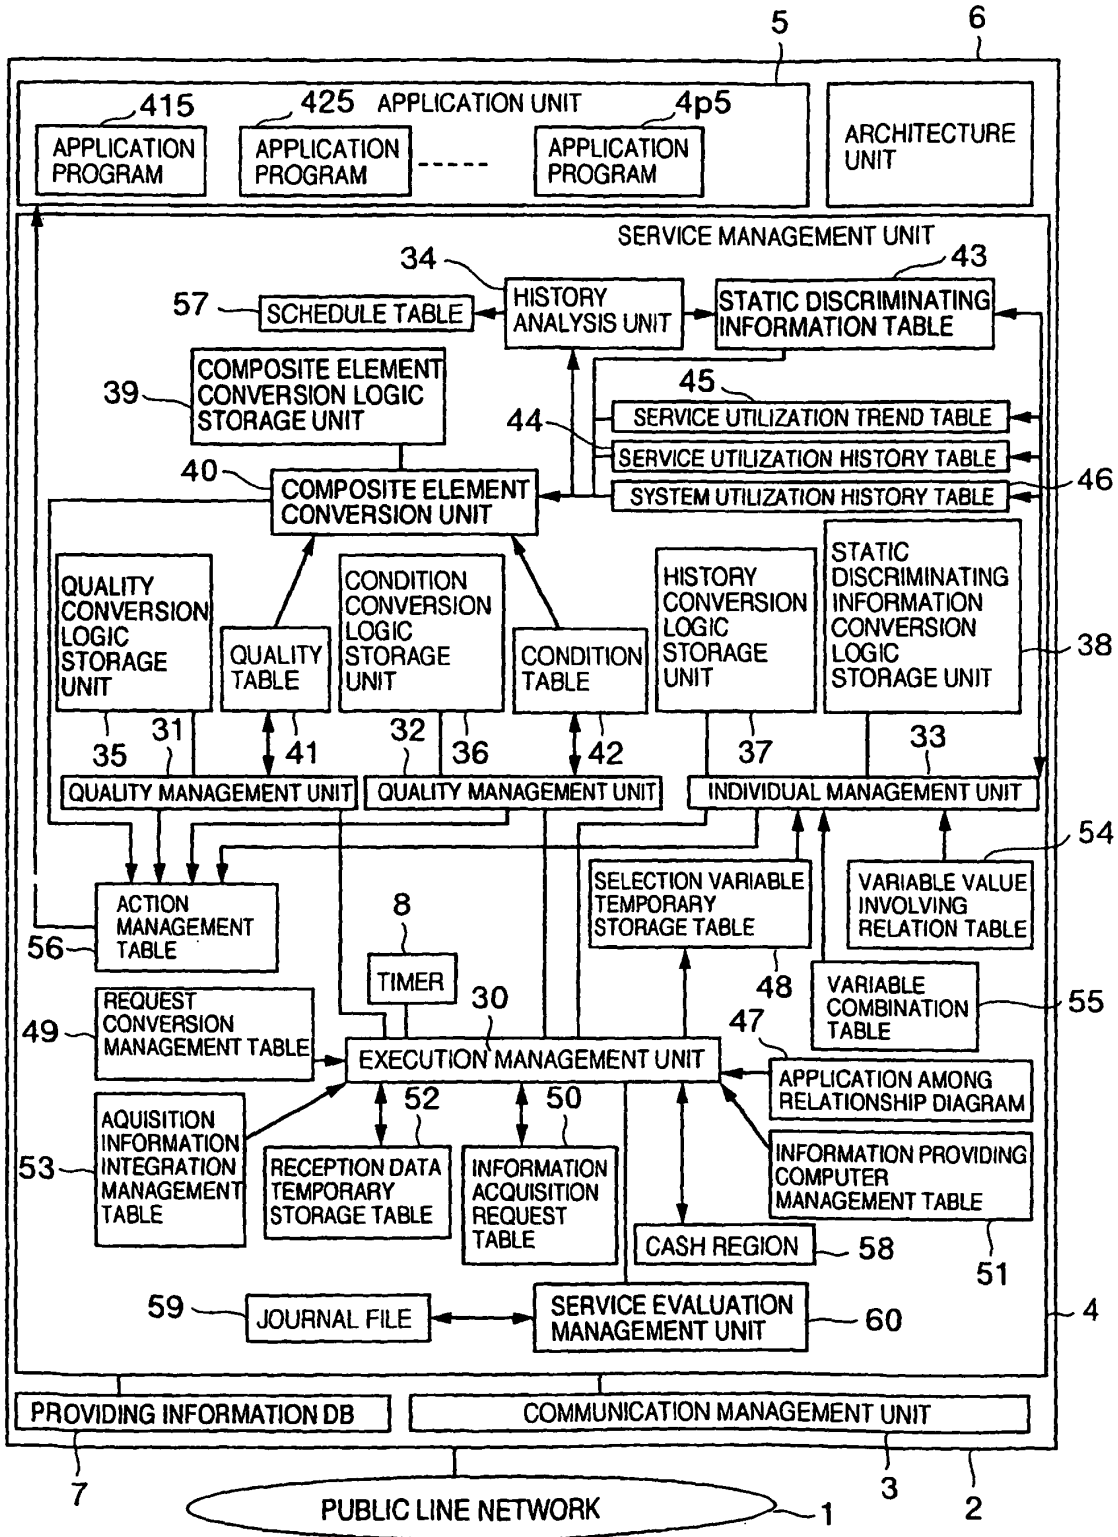 5
6
415
APPLICATION UNIT
425
4p5
APPLICATION
PROGRAM
APPLICATION
PROGRAM
-----
APPLICATION
PROGRAM
ARCHITECTURE
UNIT
SERVICE MANAGEMENT UNIT
34
43
57
SCHEDULE TABLE
HISTORY
ANALYSIS UNIT
STATIC DISCRIMINATING
INFORMATION TABLE
39
COMPOSITE ELEMENT
CONVERSION LOGIC
STORAGE UNIT
45
SERVICE UTILIZATION TREND TABLE
44
SERVICE UTILIZATION HISTORY TABLE
40
COMPOSITE ELEMENT
CONVERSION UNIT
SYSTEM UTILIZATION HISTORY TABLE
46
QUALITY
CONVERSION
LOGIC
STORAGE
UNIT
QUALITY
TABLE
CONDITION
CONVERSION
LOGIC
STORAGE
UNIT
CONDITION
TABLE
HISTORY
CONVERSION
LOGIC
STORAGE
UNIT
STATIC
DISCRIMINATING
INFORMATION
CONVERSION
LOGIC
STORAGE UNIT
38
35
31
41
32
36
42
37
33
QUALITY MANAGEMENT UNIT
QUALITY MANAGEMENT UNIT
INDIVIDUAL MANAGEMENT UNIT
54
ACTION
MANAGEMENT
TABLE
56
8
TIMER
SELECTION VARIABLE
TEMPORARY
STORAGE TABLE
48
VARIABLE VALUE
INVOLVING
RELATION TABLE
VARIABLE
COMBINATION
TABLE
55
49
REQUEST
CONVERSION
MANAGEMENT TABLE
30
EXECUTION MANAGEMENT UNIT
47
APPLICATION AMONG
RELATIONSHIP DIAGRAM
53
AQUISITION
INFORMATION
INTEGRATION
MANAGEMENT
TABLE
52
RECEPTION DATA
TEMPORARY
STORAGE TABLE
50
INFORMATION
ACQUISITION
REQUEST
TABLE
INFORMATION PROVIDING
COMPUTER
MANAGEMENT TABLE
51
CASH REGION
58
59
JOURNAL FILE
SERVICE EVALUATION
MANAGEMENT UNIT
60
4
PROVIDING INFORMATION DB
COMMUNICATION MANAGEMENT UNIT
7
3
2
PUBLIC LINE NETWORK
1